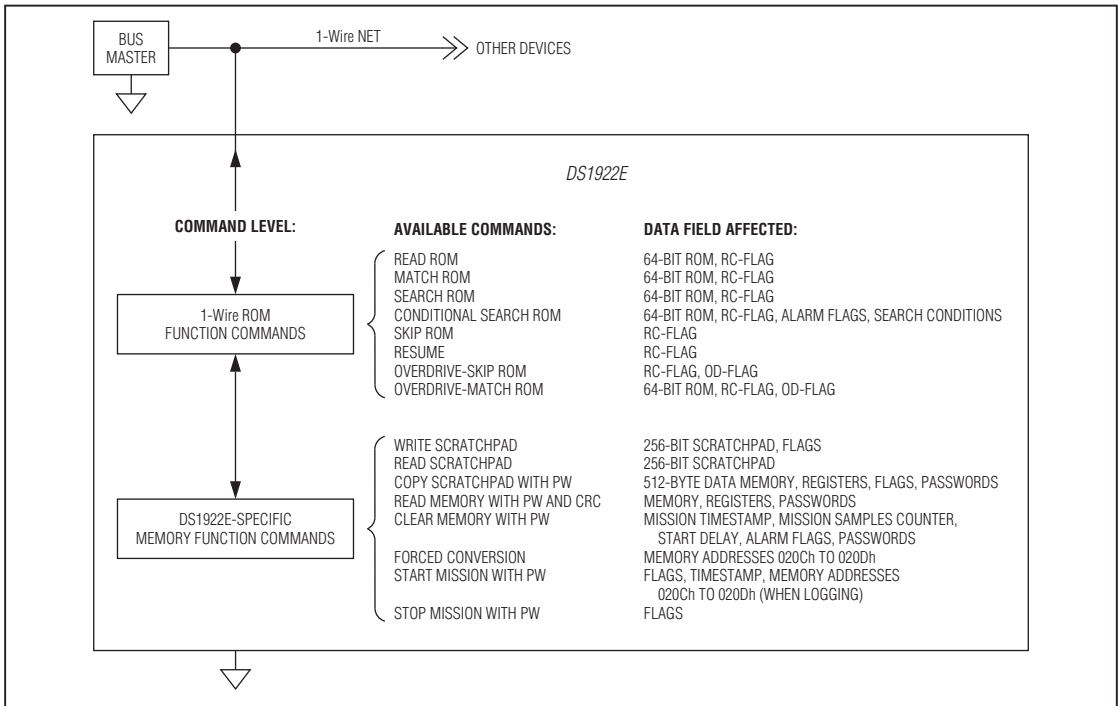 BUS
MASTER
1-Wire NET
OTHER DEVICES
DS1922E
COMMAND LEVEL: AVAILABLE COMMANDS: DATA FIELD AFFECTED:
1-Wire ROM
FUNCTION COMMANDS
READ ROM 64-BIT ROM, RC-FLAG
MATCH ROM 64-BIT ROM, RC-FLAG
SEARCH ROM 64-BIT ROM, RC-FLAG
CONDITIONAL SEARCH ROM 64-BIT ROM, RC-FLAG, ALARM FLAGS, SEARCH CONDITIONS
SKIP ROM RC-FLAG
RESUME RC-FLAG
OVERDRIVE-SKIP ROM RC-FLAG, OD-FLAG
OVERDRIVE-MATCH ROM 64-BIT ROM, RC-FLAG, OD-FLAG
DS1922E-SPECIFIC
MEMORY FUNCTION COMMANDS
WRITE SCRATCHPAD 256-BIT SCRATCHPAD, FLAGS
READ SCRATCHPAD 256-BIT SCRATCHPAD
COPY SCRATCHPAD WITH PW 512-BYTE DATA MEMORY, REGISTERS, FLAGS, PASSWORDS
READ MEMORY WITH PW AND CRC MEMORY, REGISTERS, PASSWORDS
CLEAR MEMORY WITH PW MISSION TIMESTAMP, MISSION SAMPLES COUNTER,
START DELAY, ALARM FLAGS, PASSWORDS
FORCED CONVERSION MEMORY ADDRESSES 020Ch TO 020Dh
START MISSION WITH PW FLAGS, TIMESTAMP, MEMORY ADDRESSES
020Ch TO 020Dh (WHEN LOGGING)
STOP MISSION WITH PW FLAGS